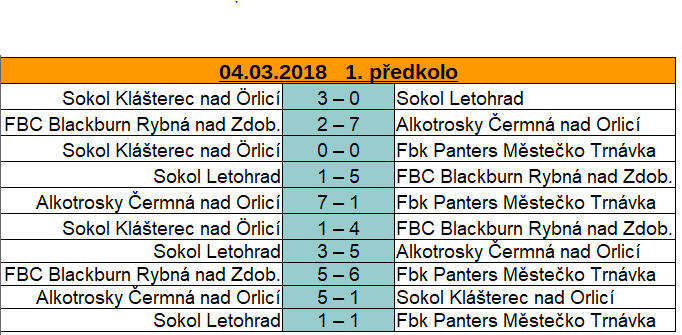 04.03.2018 1. předkolo
Sokol Klášterec nad Örlicí 3 – 0 Sokol Letohrad
FBC Blackburn Rybná nad Zdob. 2 – 7 Alkotrosky Čermná nad Orlicí
Sokol Klášterec nad Örlicí 0 – 0 Fbk Panters Městečko Trnávka
Sokol Letohrad 1 – 5 FBC Blackburn Rybná nad Zdob.
Alkotrosky Čermná nad Orlicí 7 – 1 Fbk Panters Městečko Trnávka
Sokol Klášterec nad Örlicí 1 – 4 FBC Blackburn Rybná nad Zdob.
Sokol Letohrad 3 – 5 Alkotrosky Čermná nad Orlicí
FBC Blackburn Rybná nad Zdob. 5 – 6 Fbk Panters Městečko Trnávka
Alkotrosky Čermná nad Orlicí 5 – 1 Sokol Klášterec nad Orlicí
Sokol Letohrad 1 – 1 Fbk Panters Městečko Trnávka